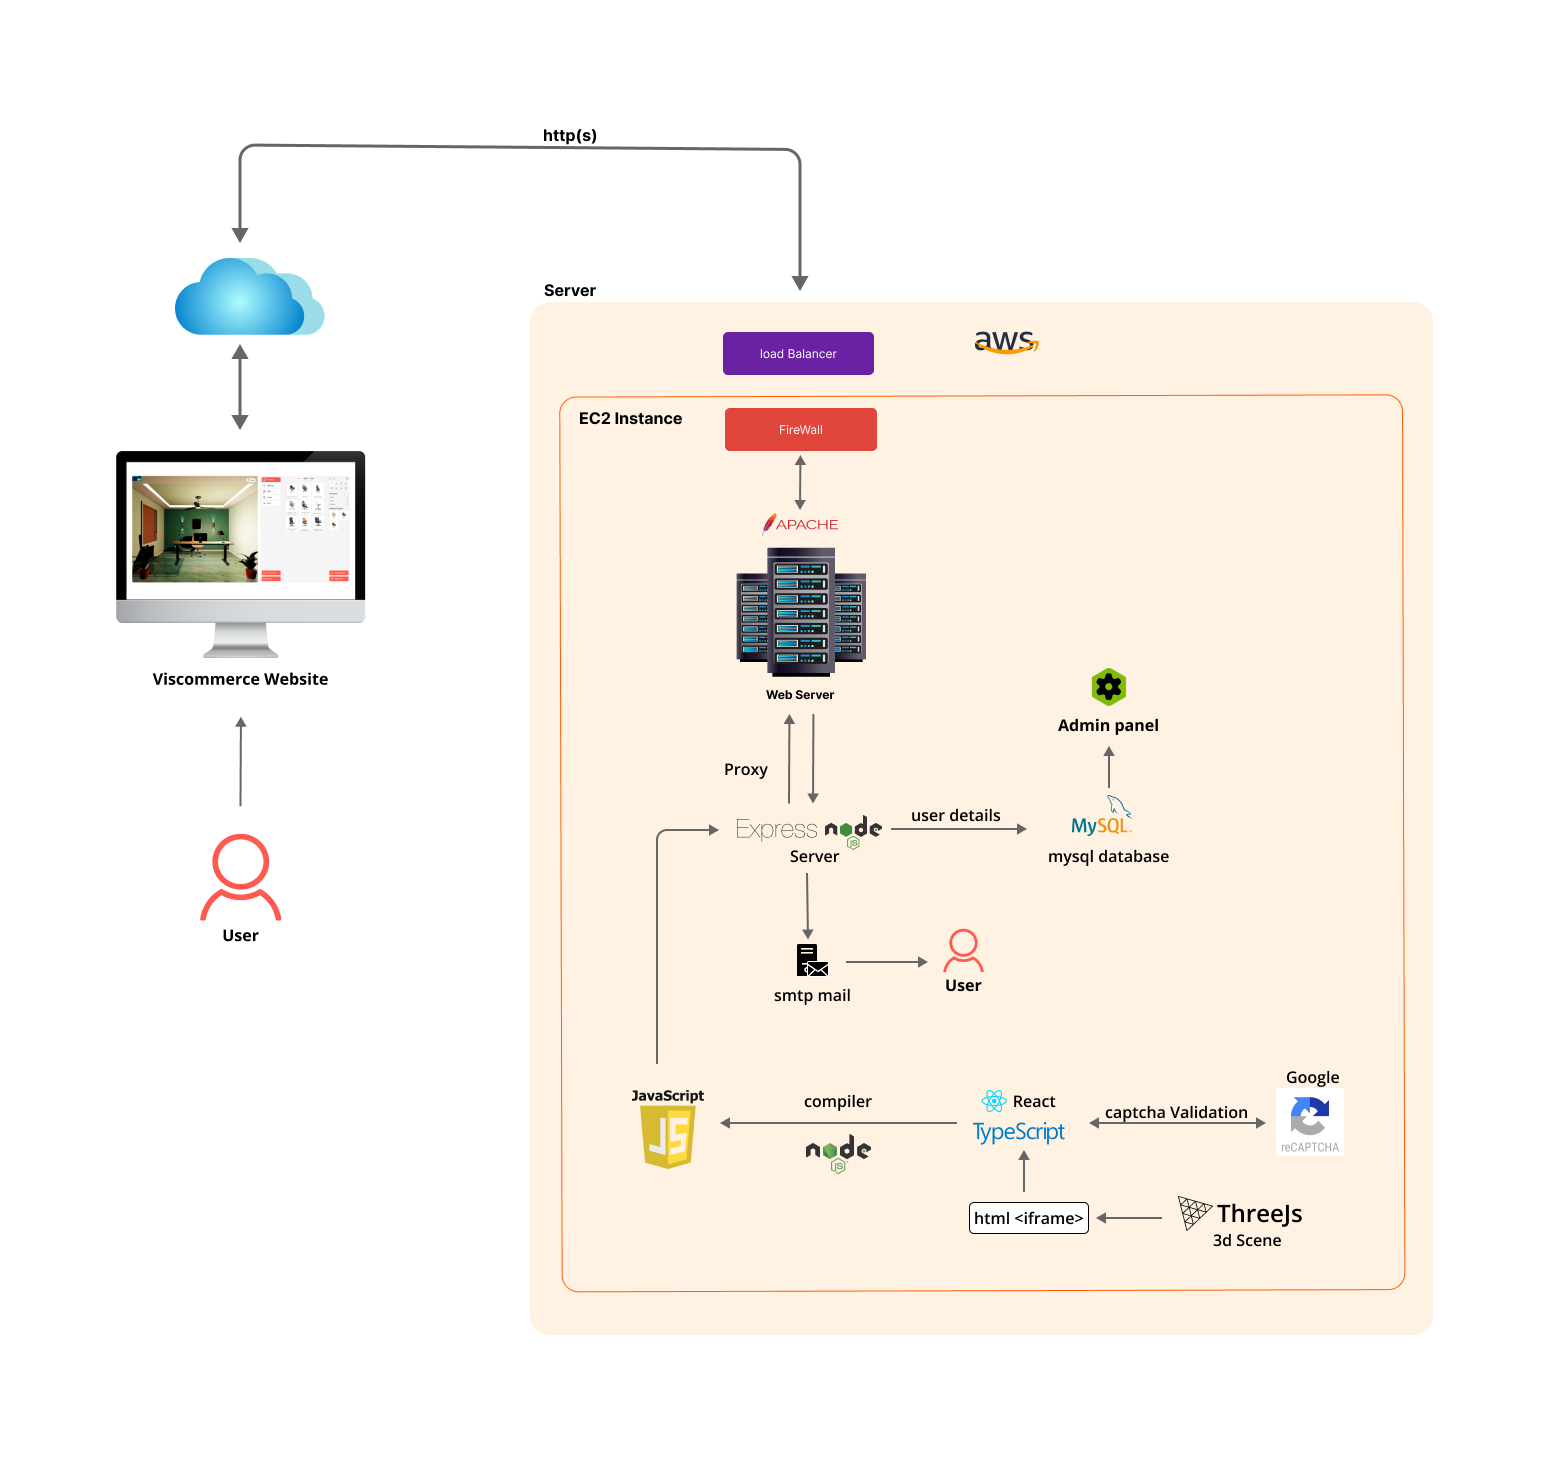 http(s)
Server
load Balancer
aws
EC2 Instance
FireWall
APACHE
Web Server
Viscommerce Website
Admin panel
Proxy
user details
Express
node
JS
Server
MySQL
mysql database
User
smtp mail
User
JavaScript
JS
compiler
node
JS
React
TypeScript
captcha Validation
Google
reCAPTCHA
html <iframe>
ThreeJs
3d Scene